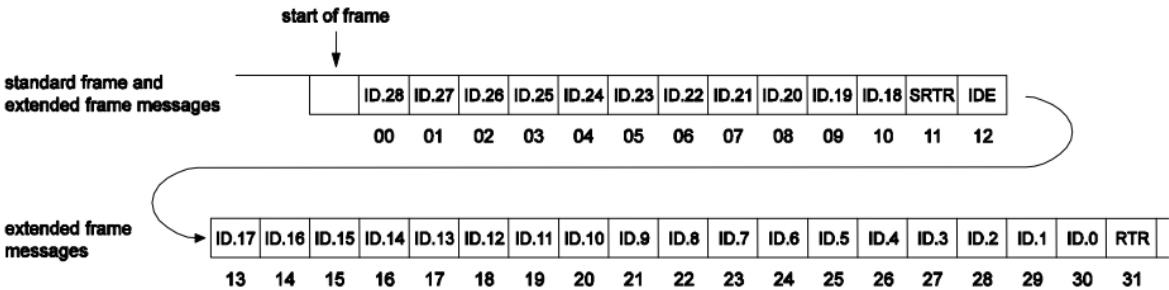 start of frame
standard frame and
extended frame messages
ID.28 ID.27 ID.26 ID.25 ID.24 ID.23 ID.22 ID.21 ID.20 ID.19 ID.18 SRTR IDE
00 01 02 03 04 05 06 07 08 09 10 11 12
extended frame
messages
ID.17 ID.16 ID.15 ID.14 ID.13 ID.12 ID.11 ID.10 ID.9 ID.8 ID.7 ID.6 ID.5 ID.4 ID.3 ID.2 ID.1 ID.0 RTR
13 14 15 16 17 18 19 20 21 22 23 24 25 26 27 28 29 30 31